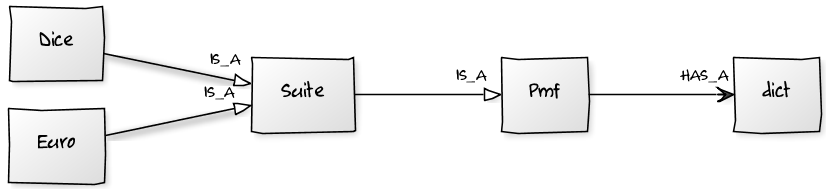 Dice
IS_A
IS_A
Euro
Suite
IS_A
Pmf
HAS_A
dict